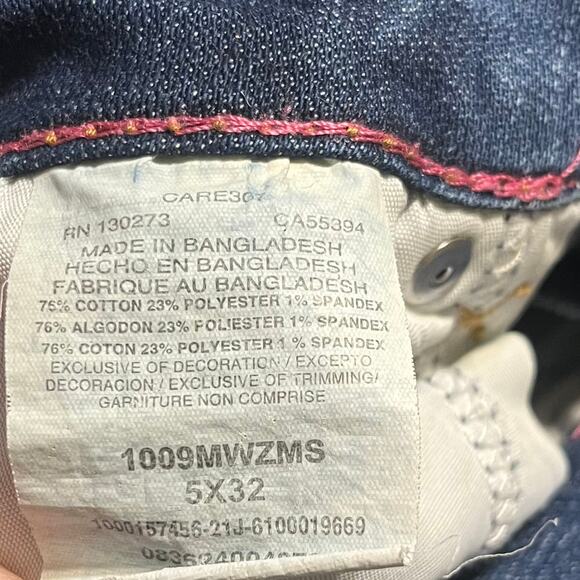 CARE307
RN 130273 CA55394
MADE IN BANGLADESH
HECHO EN BANGLADESH
FABRIQUE AU BANGLADESH
76% COTTON 23% POLYESTER 1% SPANDEX
76% ALGODON 23% POLIESTER 1% SPANDEX
76% COTON 23% POLYESTER 1% SPANDEX
EXCLUSIVE OF DECORATION / EXCEPTO
DECORACION / EXCLUSIVE OF TRIMMING/
GARNITURE NON COMPRISE
1009MWZMS
5X32
1000157456-21J-6100019669